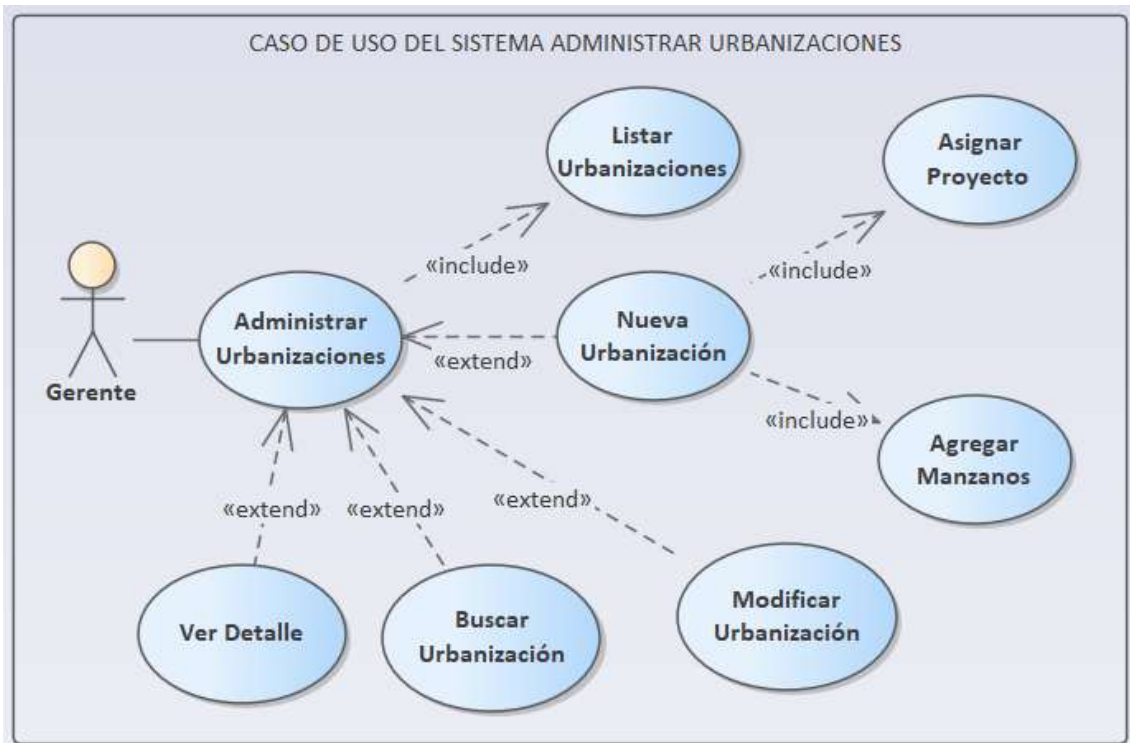 CASO DE USO DEL SISTEMA ADMINISTRAR URBANIZACIONES
Listar
Urbanizaciones
Asignar
Proyecto
«include»
«include»
Administrar
Urbanizaciones
Nueva
Urbanización
«extend»
Gerente
«include»
Agregar
Manzanos
«extend»
«extend»
«extend»
Ver Detalle
Buscar
Urbanización
Modificar
Urbanización